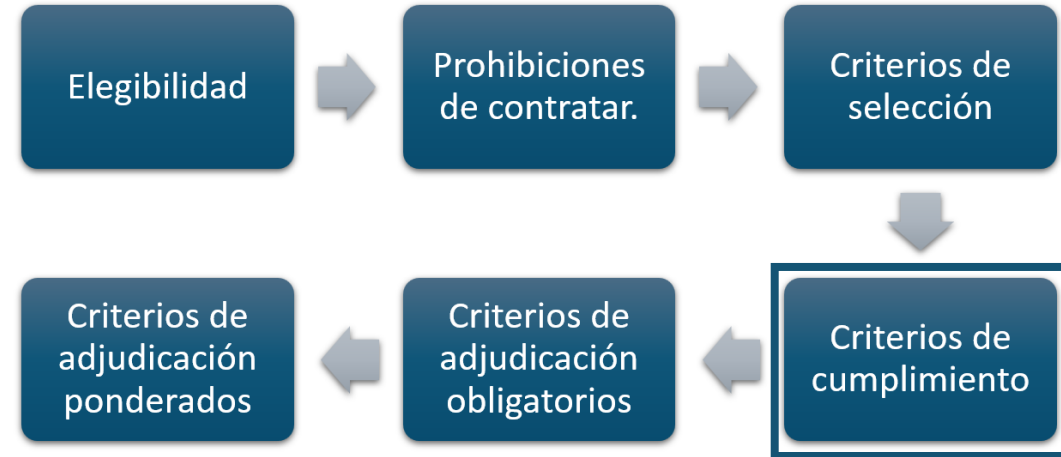 Elegibilidad
Prohibiciones
de contratar.
Criterios de
selección
Criterios de
cumplimiento
Criterios de
adjudicación
obligatorios
Criterios de
adjudicación
ponderados